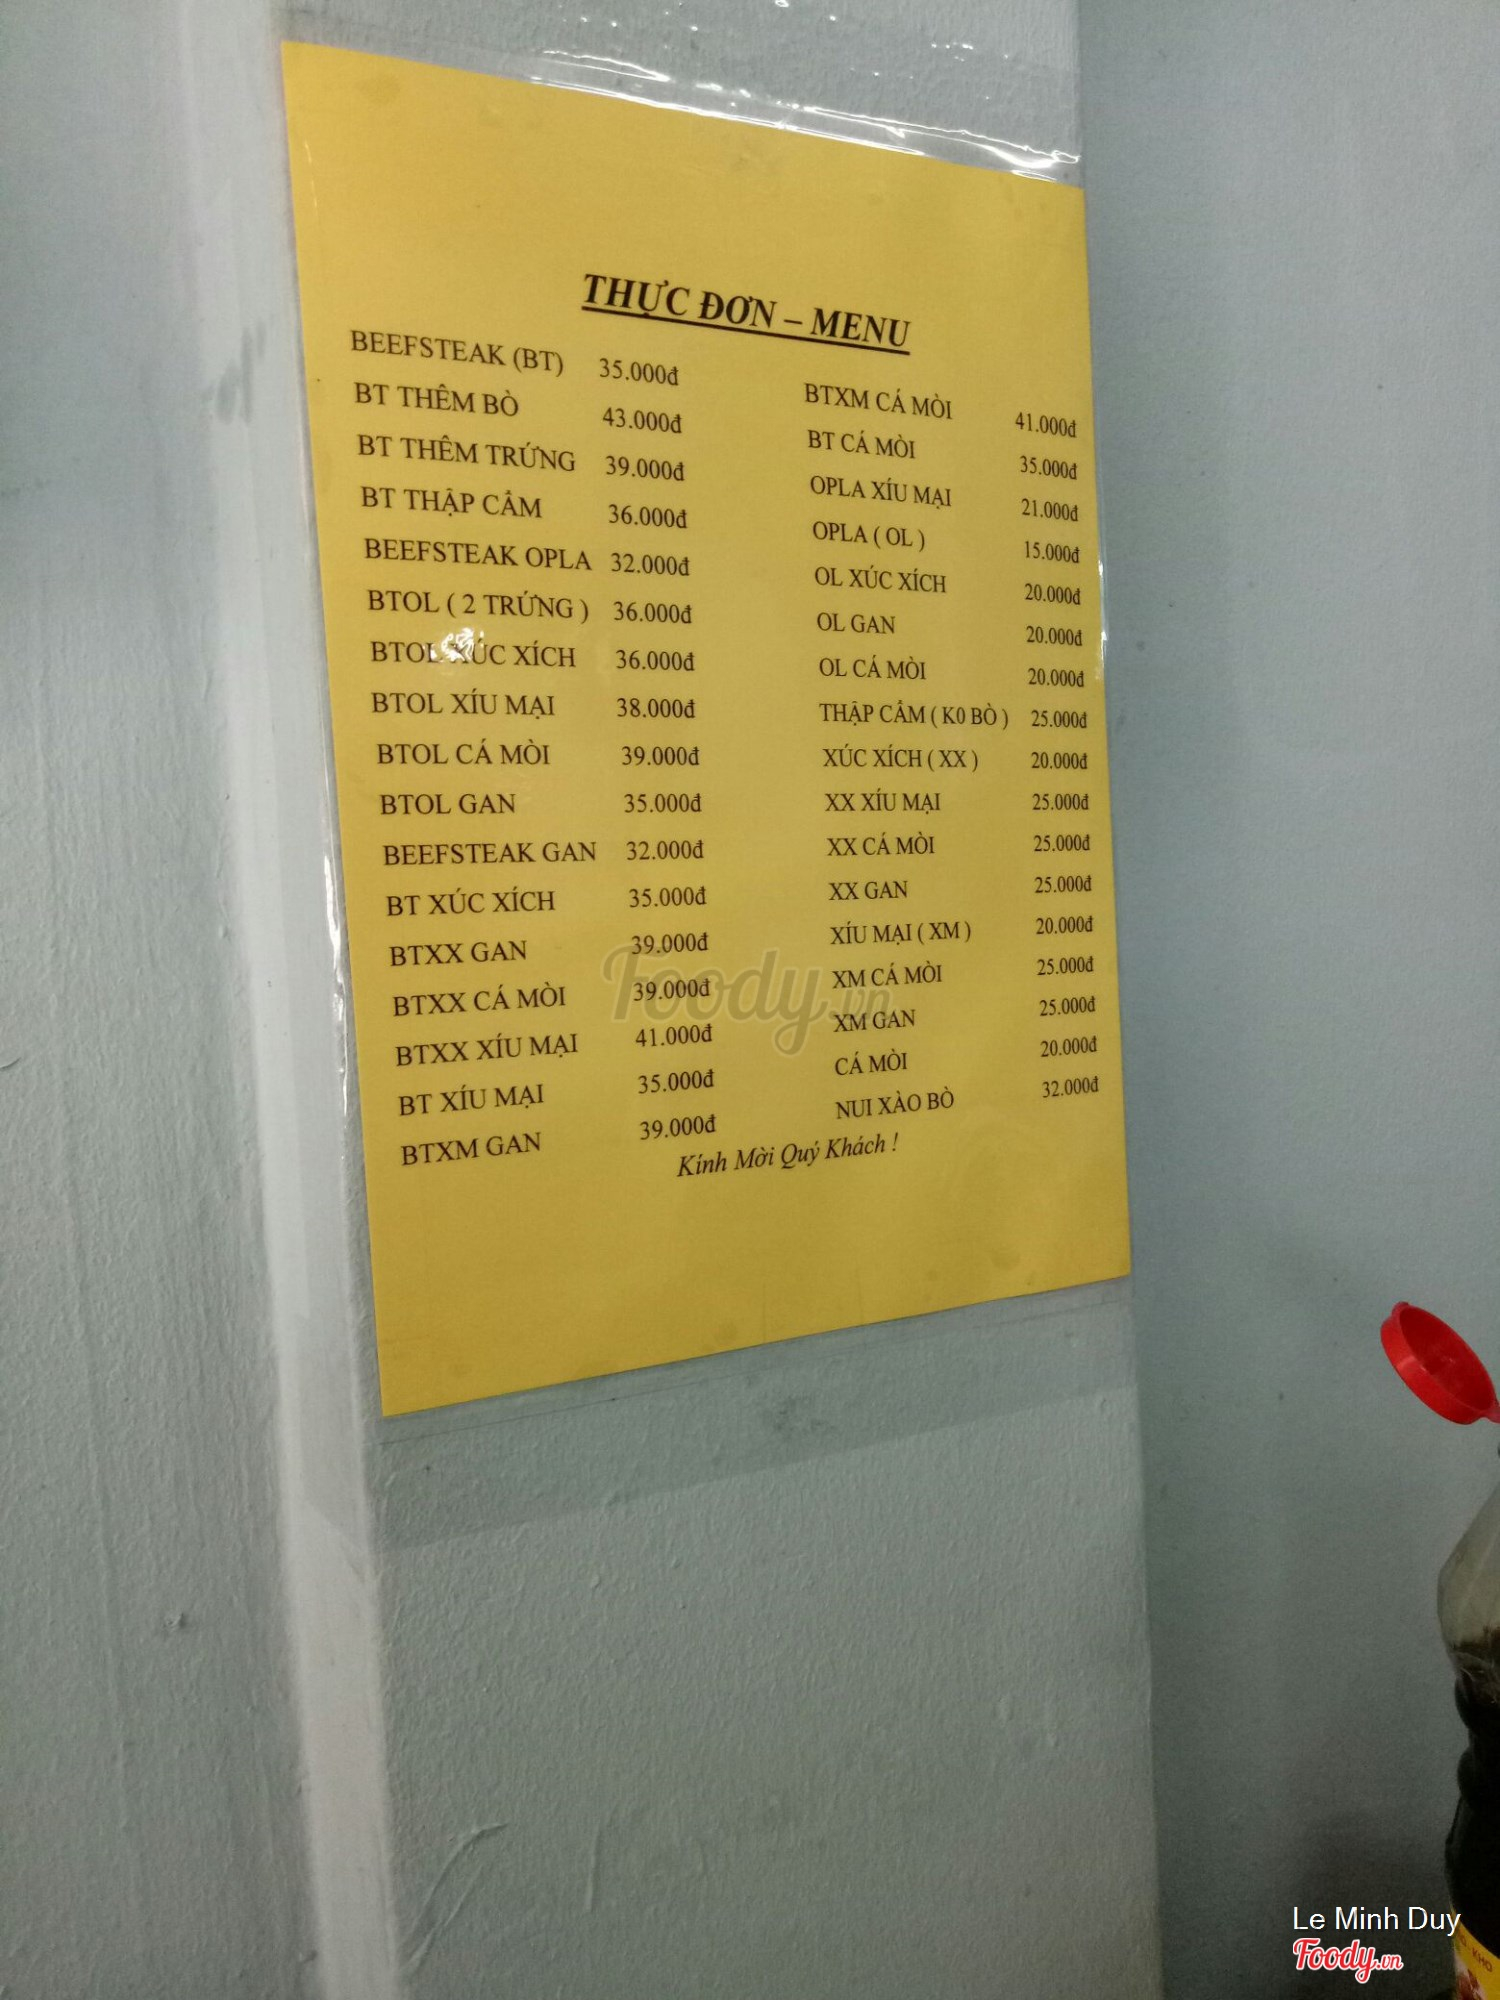 THỰC ĐƠN – MENU
BEEFSTEAK (BT) 35.000đ
BT THÊM BÒ 43.000đ
BT THÊM TRỨNG 39.000đ
BT THẬP CẨM 36.000đ
BEEFSTEAK OPLA 32.000đ
BTOL ( 2 TRỨNG ) 36.000đ
BTOL XÚC XÍCH 36.000đ
BTOL XÍU MẠI 38.000đ
BTOL CÁ MÒI 39.000đ
BTOL GAN 35.000đ
BEEFSTEAK GAN 32.000đ
BT XÚC XÍCH 35.000đ
BTXX GAN 39.000đ
BTXX CÁ MÒI 39.000đ
BTXX XÍU MẠI 41.000đ
BT XÍU MẠI 35.000đ
BTXM GAN 39.000đ
BTXM CÁ MÒI 41.000đ
BT CÁ MÒI 35.000đ
OPLA XÍU MẠI 21.000đ
OPLA ( OL ) 15.000đ
OL XÚC XÍCH 20.000đ
OL GAN 20.000đ
OL CÁ MÒI 20.000đ
THẬP CẨM ( K0 BÒ ) 25.000đ
XÚC XÍCH ( XX ) 20.000đ
XX XÍU MẠI 25.000đ
XX CÁ MÒI 25.000đ
XX GAN 25.000đ
XÍU MẠI ( XM ) 20.000đ
XM CÁ MÒI 25.000đ
XM GAN 25.000đ
CÁ MÒI 20.000đ
NUI XÀO BÒ 32.000đ
Kính Mời Quý Khách !
Foody.vn
Le Minh Duy
Foody.vn
KHO